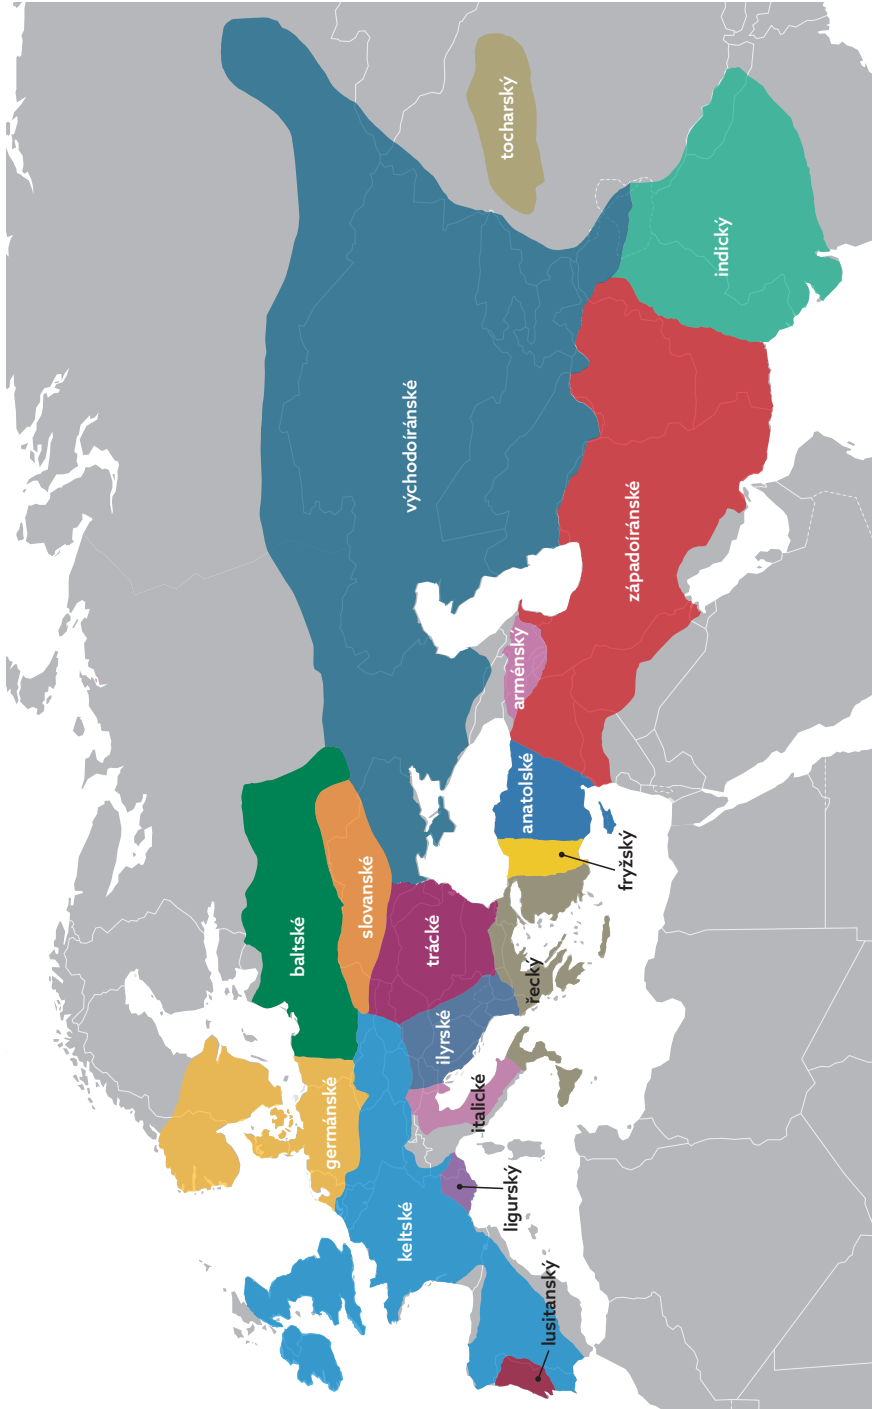 tocharský
indický
východoíránské
západoíránské
arménský
anatolské
fryžský
baltské
slovanské
trácké
řecký
ilyrské
italické
germánské
keltské
ligurský
lusitanský